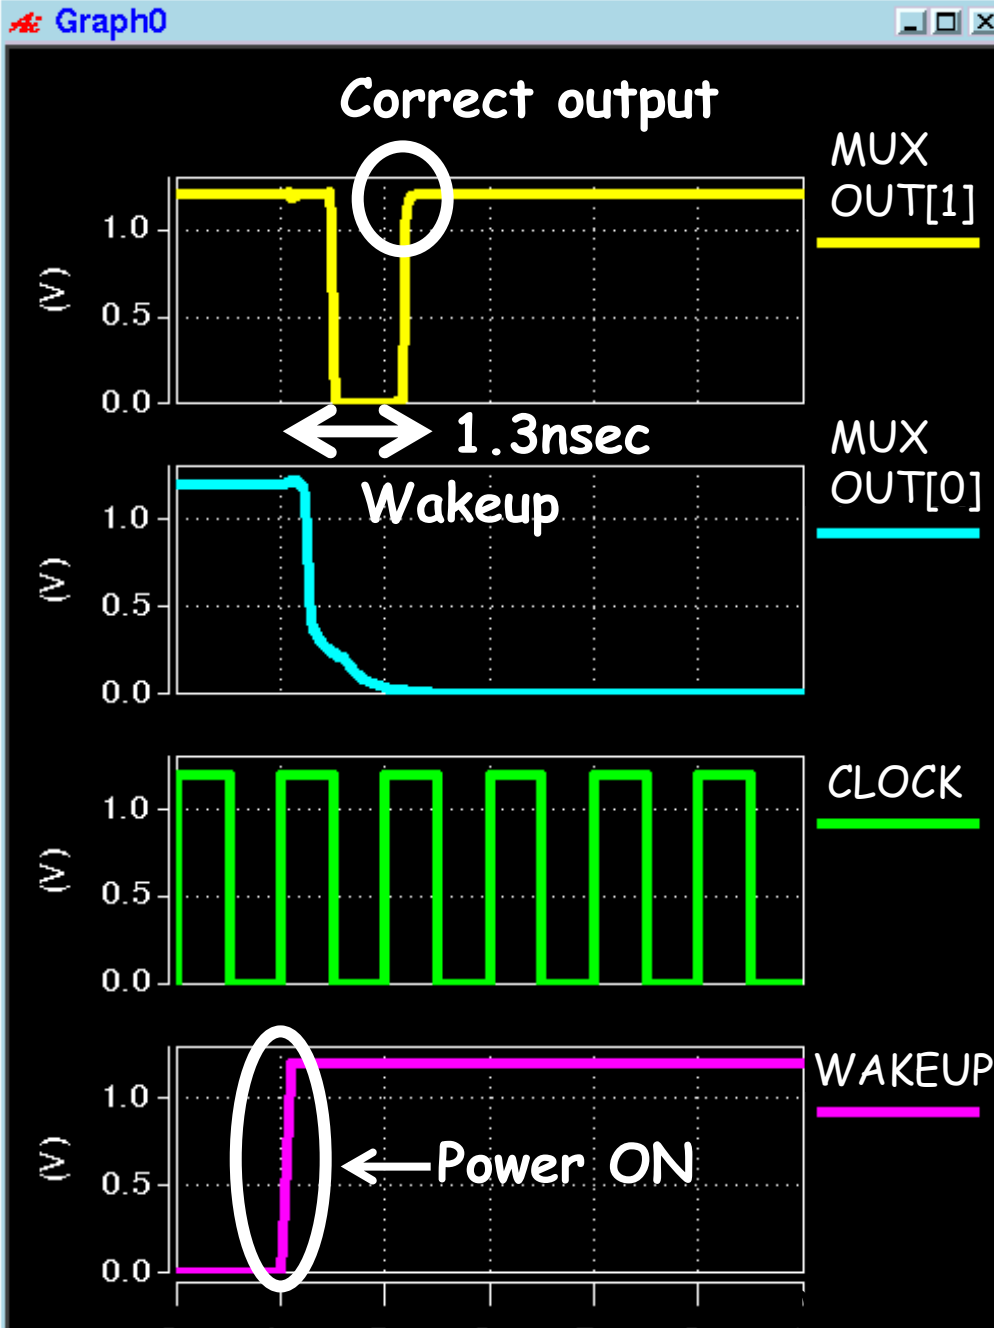 Graph0
Correct output
MUX
OUT[1]
1.0
0.5
0.0
(V)
1.3nsec
Wakeup
MUX
OUT[0]
1.0
0.5
0.0
(V)
CLOCK
1.0
0.5
0.0
(V)
WAKEUP
1.0
Power ON
0.5
0.0
(V)